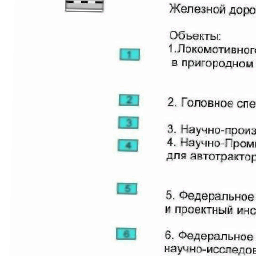 Железной доро
Объекты:
1.Локомотивного
в пригородном
1
2
2. Головное спе
3
3. Научно-произ
4
4. Научно-Пром
для автотрактор
5
5. Федеральное
и проектный инс
6
6. Федеральное
научно-исследов